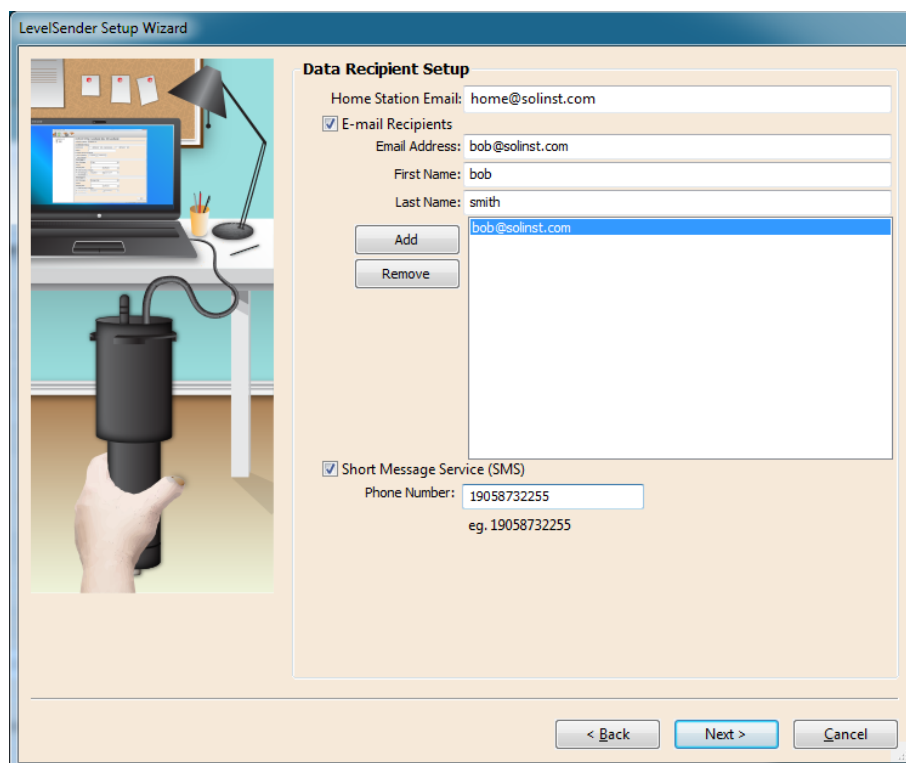 LevelSender Setup Wizard
Data Recipient Setup
Home Station Email: home@solinst.com
E-mail Recipients
Email Address: bob@solinst.com
First Name: bob
Last Name: smith
Add
bob@solinst.com
Remove
Short Message Service (SMS)
Phone Number: 19058732255
eg. 19058732255
< Back Next > Cancel